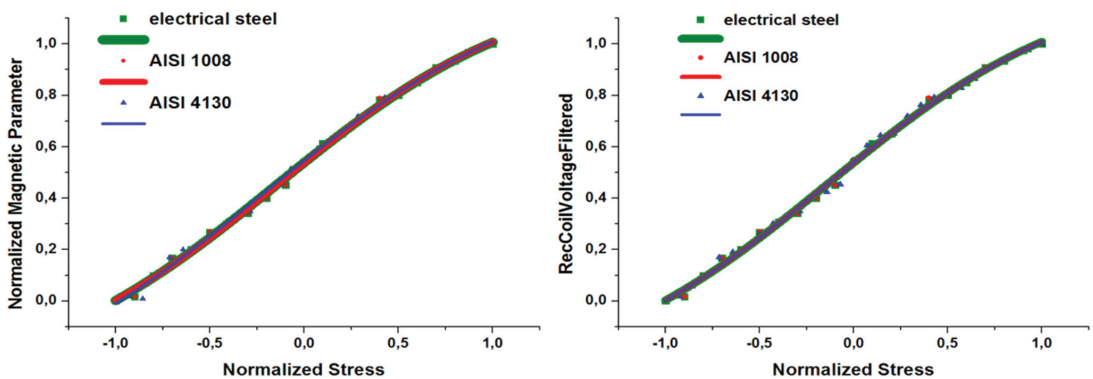 electrical steel
AISI 1008
AISI 4130
1,0
0,8
0,6
0,4
0,2
0,0
-1,0 -0,5 0,0 0,5 1,0
Normalized Stress
Normalized Magnetic Parameter
electrical steel
AISI 1008
AISI 4130
1,0
0,8
0,6
0,4
0,2
0,0
-1,0 -0,5 0,0 0,5 1,0
Normalized Stress
RecCoilVoltageFiltered